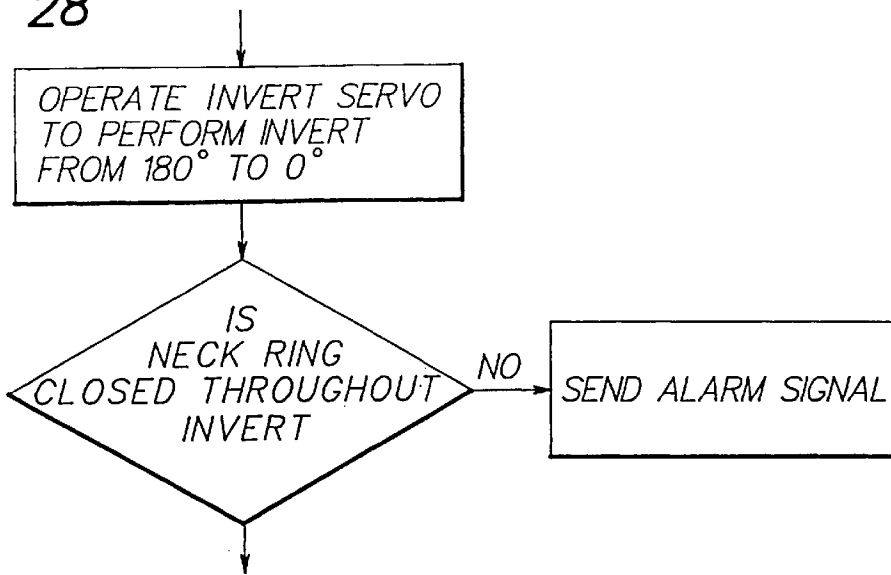 28
OPERATE INVERT SERVO
TO PERFORM INVERT
FROM 180° TO 0°
IS
NECK RING
CLOSED THROUGHOUT
INVERT
NO
SEND ALARM SIGNAL